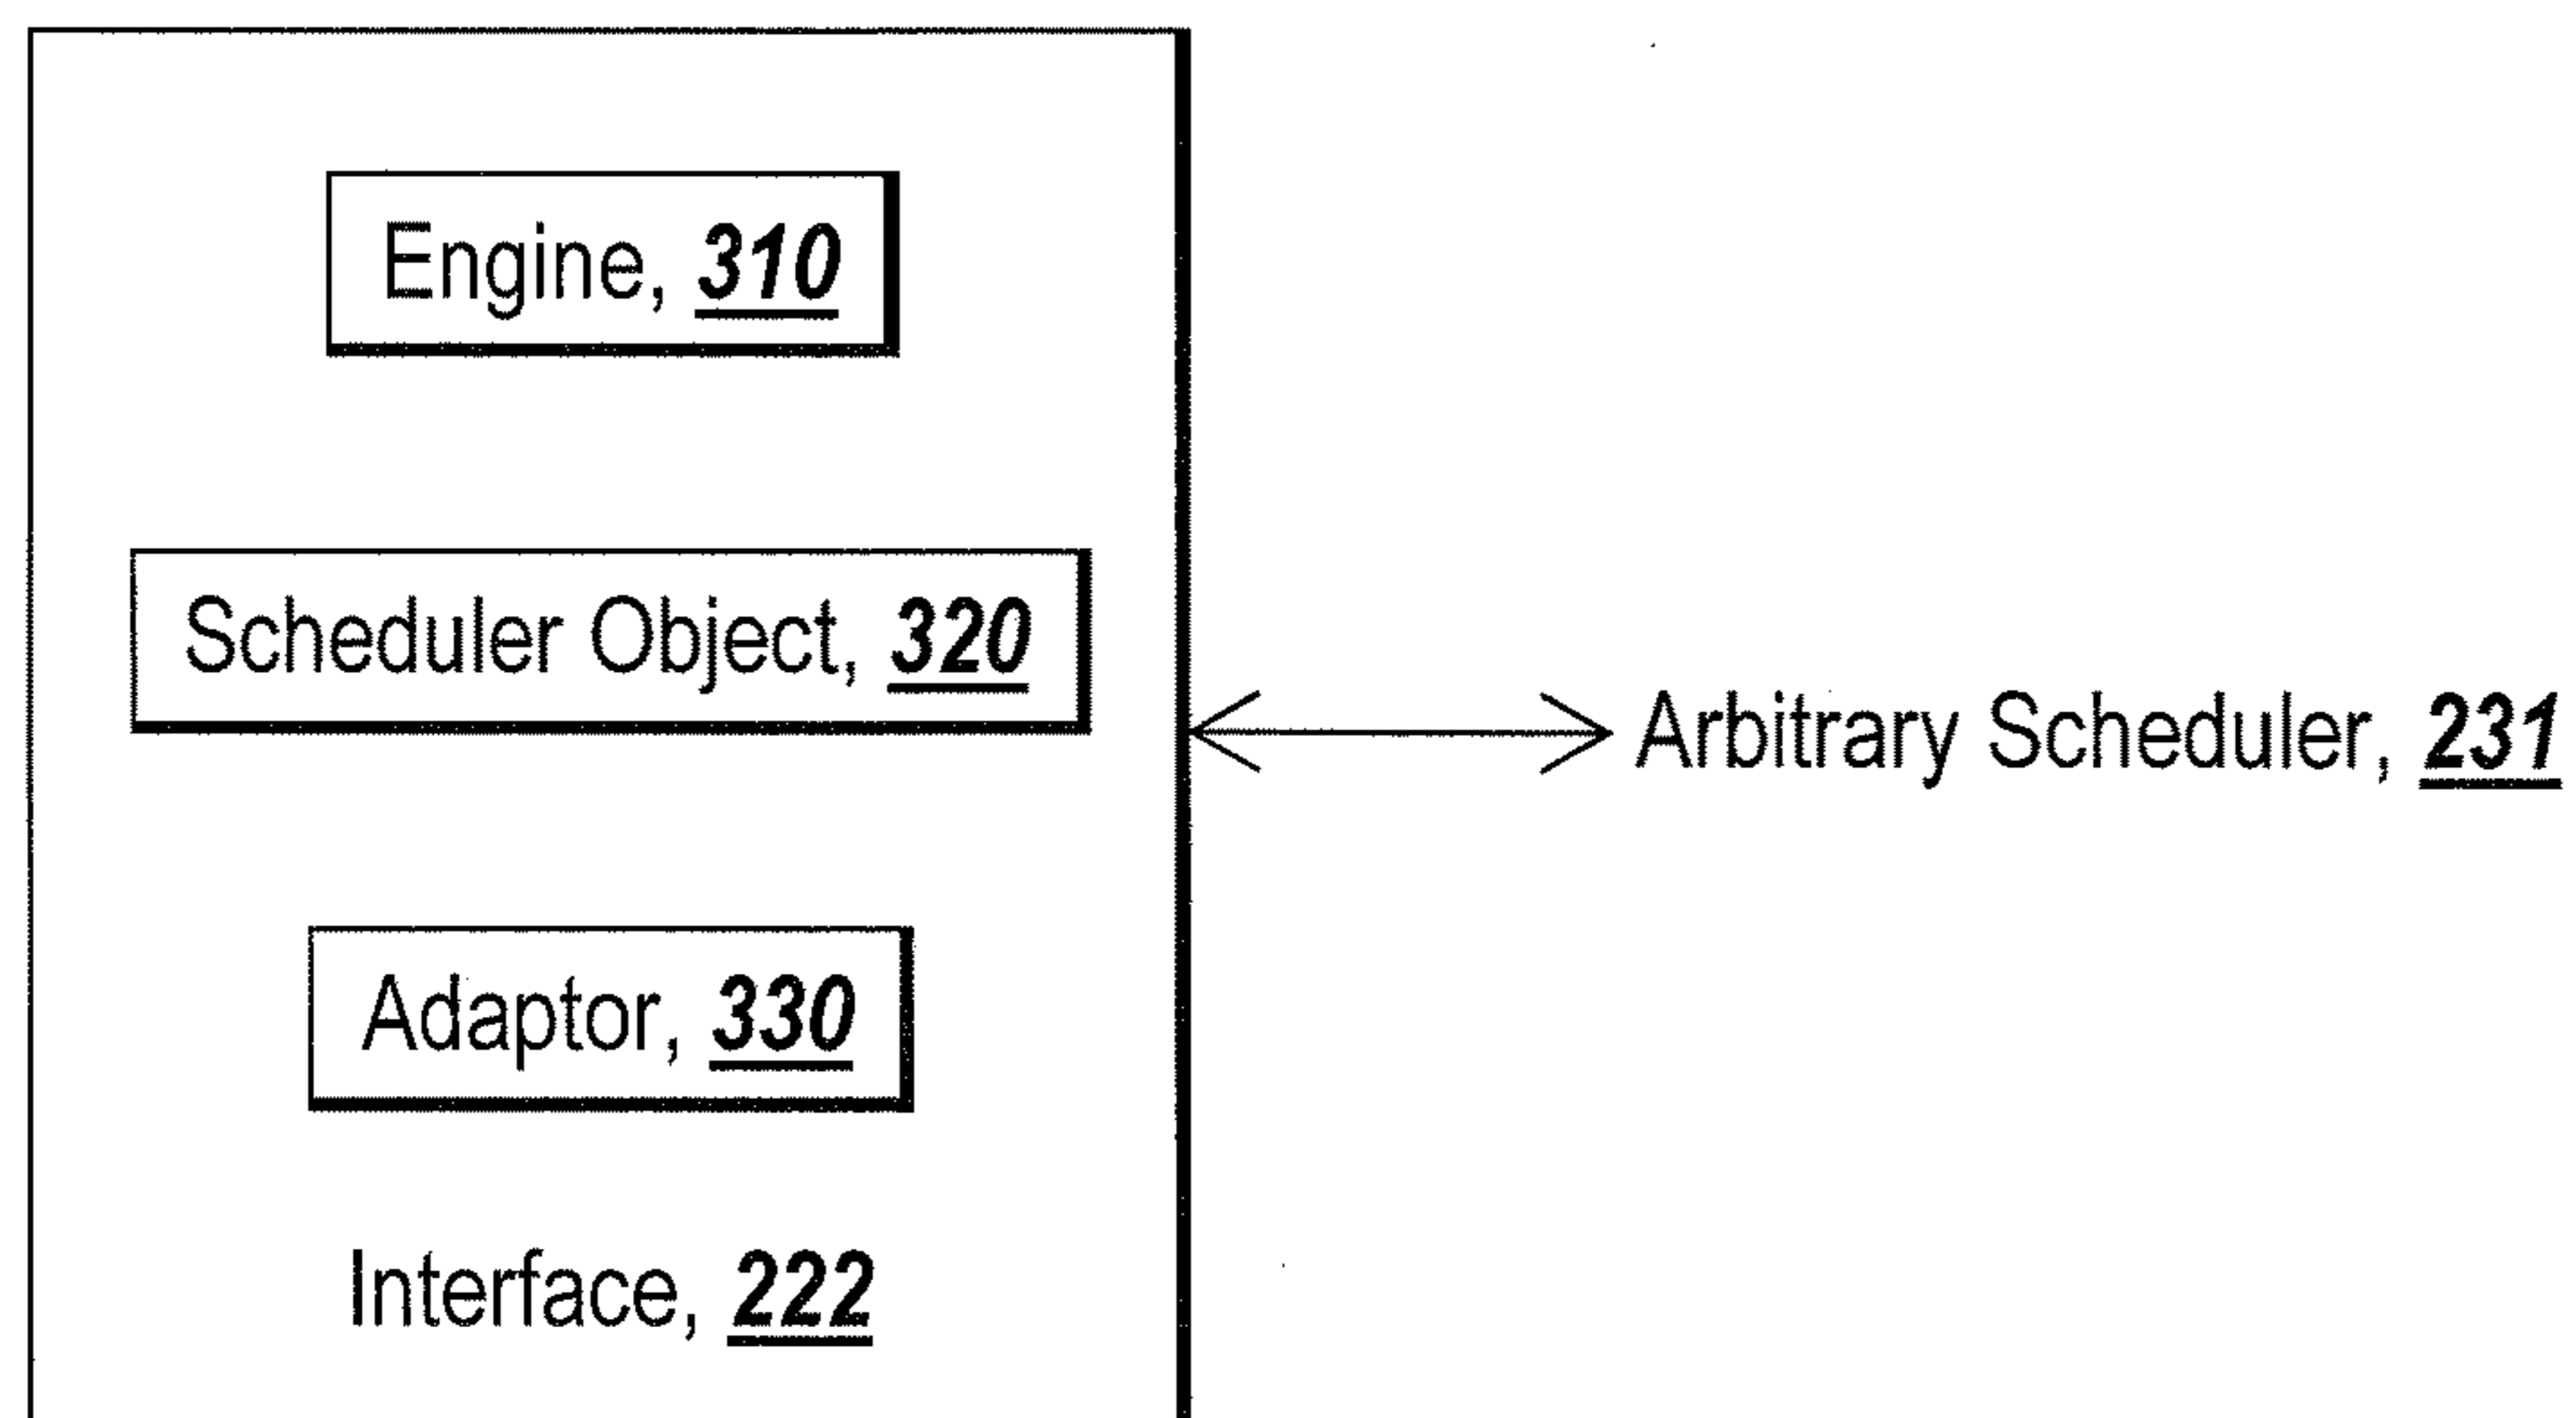 Engine, 310
Scheduler Object, 320
Arbitrary Scheduler, 231
Adaptor, 330
Interface, 222